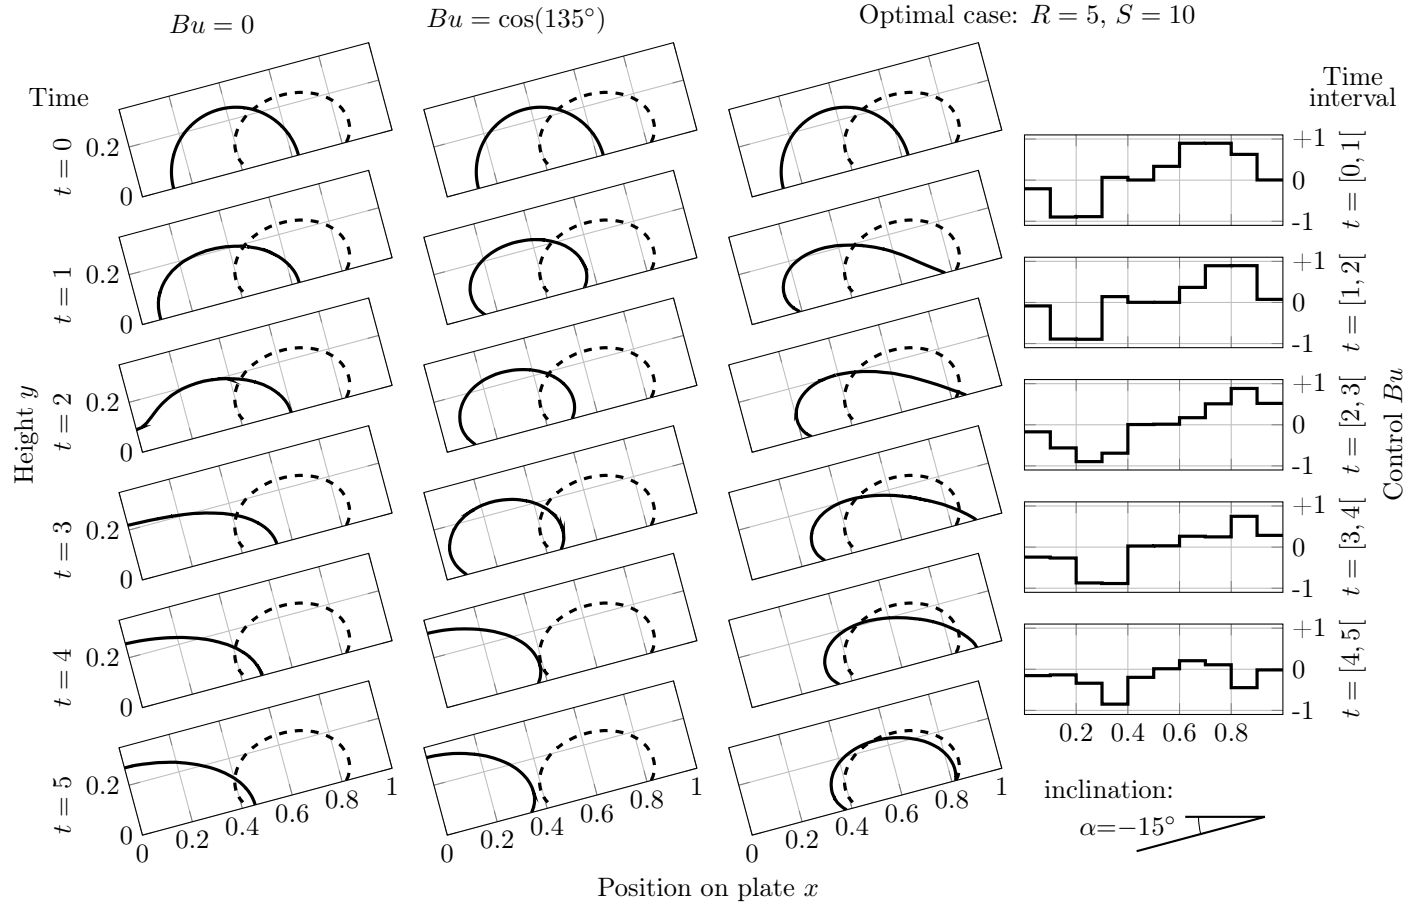 Bu = 0
Bu = cos(135°)
Optimal case: R = 5, S = 10
Time
Time
interval
t = 0
0.2
0
+1
0
-1
t = [0, 1[
t = 1
0.2
0
+1
0
-1
t = [1, 2[
t = 2
0.2
0
+1
0
-1
t = [2, 3[
Height y
Control Bu
t = 3
0.2
0
+1
0
-1
t = [3, 4[
t = 4
0.2
0
+1
0
-1
t = [4, 5[
0.2 0.4 0.6 0.8
t = 5
0.2
0
0 0.2 0.4 0.6 0.8 1
0 0.2 0.4 0.6 0.8 1
0 0.2 0.4 0.6 0.8 1
inclination:
α=−15°
Position on plate x